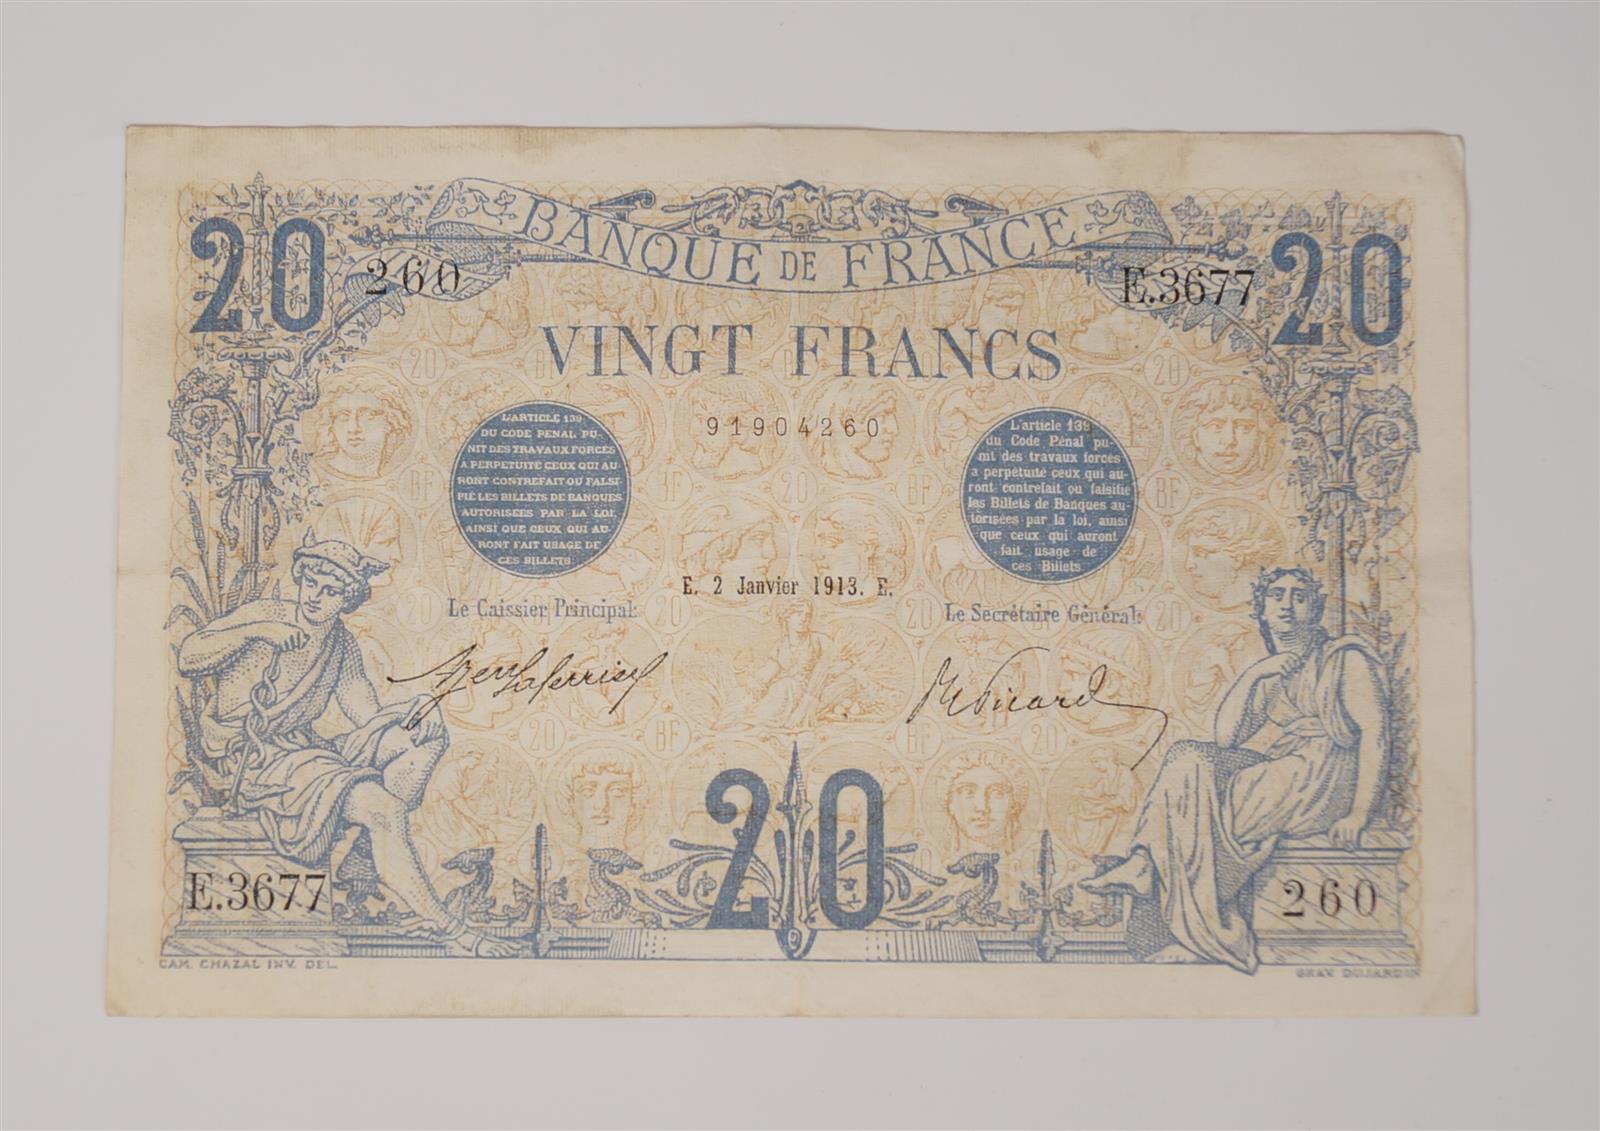 BANQUE DE FRANCE
20
20
260
E.3677
VINGT FRANCS
91904260
L'ARTICLE 139
DU CODE PENAL PU-
NIT DES TRAVAUX FORCES
A PERPETUITE CEUX QUI AU-
RONT CONTREFAIT OU FALSI-
FIÉ LES BILLETS DE BANQUES
AUTORISEES PAR LA LOI,
AINSI QUE CEUX QUI AU-
RONT FAIT USAGE DE
CES BILLETS
L'article 139
du Code Pénal pu-
nit des travaux forcés
a perpétuité ceux qui au-
ront contrefait ou falsifié
les Billets de Banques au-
torisées par la loi, ainsi
que ceux qui auront
fait usage de
ces Billets
E. 2 Janvier 1913. E.
Le Caissier Principal:
Le Secrétaire Général:
Picard
20
E.3677
260
CAM. CHAZAL INV. DEL.
GRAV. DUJARDIN